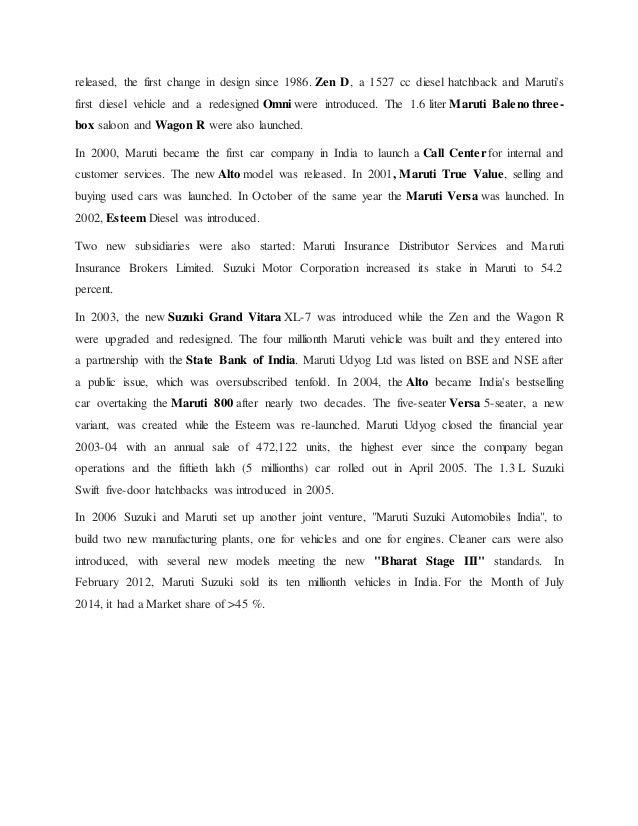 released, the first change in design since 1986. Zen D, a 1527 cc diesel hatchback and Maruti's
first diesel vehicle and a redesigned Omni were introduced. The 1.6 liter Maruti Baleno three-
box saloon and Wagon R were also launched.
In 2000, Maruti became the first car company in India to launch a Call Center for internal and
customer services. The new Alto model was released. In 2001, Maruti True Value, selling and
buying used cars was launched. In October of the same year the Maruti Versa was launched. In
2002, Esteem Diesel was introduced.
Two new subsidiaries were also started: Maruti Insurance Distributor Services and Maruti
Insurance Brokers Limited. Suzuki Motor Corporation increased its stake in Maruti to 54.2
percent.
In 2003, the new Suzuki Grand Vitara XL-7 was introduced while the Zen and the Wagon R
were upgraded and redesigned. The four millionth Maruti vehicle was built and they entered into
a partnership with the State Bank of India. Maruti Udyog Ltd was listed on BSE and NSE after
a public issue, which was oversubscribed tenfold. In 2004, the Alto became India's bestselling
car overtaking the Maruti 800 after nearly two decades. The five-seater Versa 5-seater, a new
variant, was created while the Esteem was re-launched. Maruti Udyog closed the financial year
2003-04 with an annual sale of 472,122 units, the highest ever since the company began
operations and the fiftieth lakh (5 millionths) car rolled out in April 2005. The 1.3 L Suzuki
Swift five-door hatchbacks was introduced in 2005.
In 2006 Suzuki and Maruti set up another joint venture, "Maruti Suzuki Automobiles India", to
build two new manufacturing plants, one for vehicles and one for engines. Cleaner cars were also
introduced, with several new models meeting the new "Bharat Stage III" standards. In
February 2012, Maruti Suzuki sold its ten millionth vehicles in India. For the Month of July
2014, it had a Market share of >45 %.